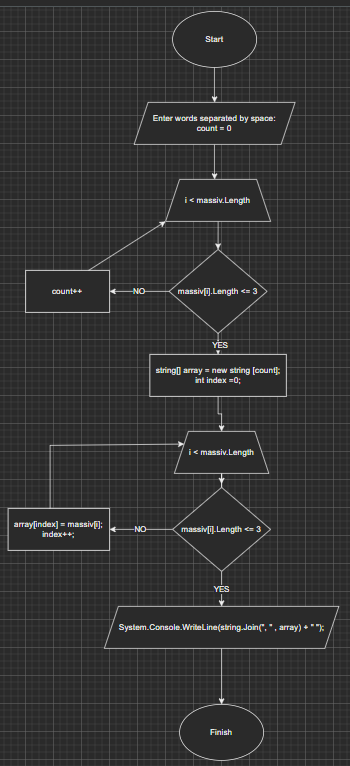 Start
Enter words separated by space:
count = 0
i < massiv.Length
massiv[i].Length <= 3
NO
count++
YES
string[] array = new string [count];
int index =0;
i < massiv.Length
massiv[i].Length <= 3
NO
array[index] = massiv[i];
index++;
YES
System.Console.WriteLine(string.Join(", " , array) + " ");
Finish